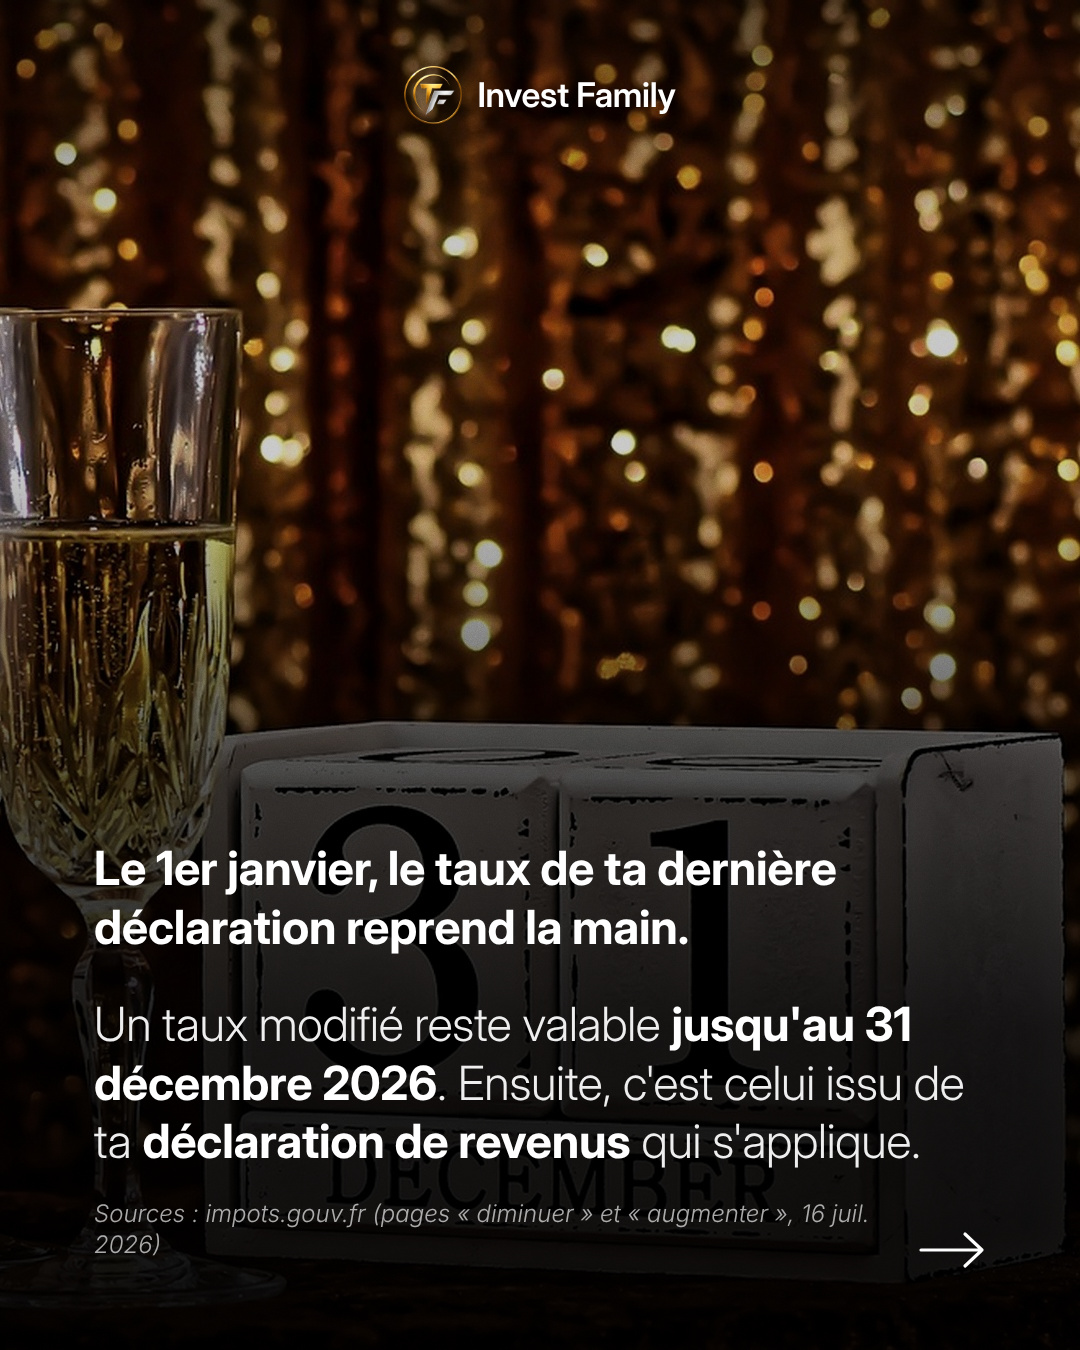 Invest Family
Le 1er janvier, le taux de ta dernière
déclaration reprend la main.
Un taux modifié reste valable jusqu'au 31
décembre 2026. Ensuite, c'est celui issu de
ta déclaration de revenus qui s'applique.
Sources : impots.gouv.fr (pages « diminuer » et « augmenter », 16 juil.
2026)
31
DECEMBER